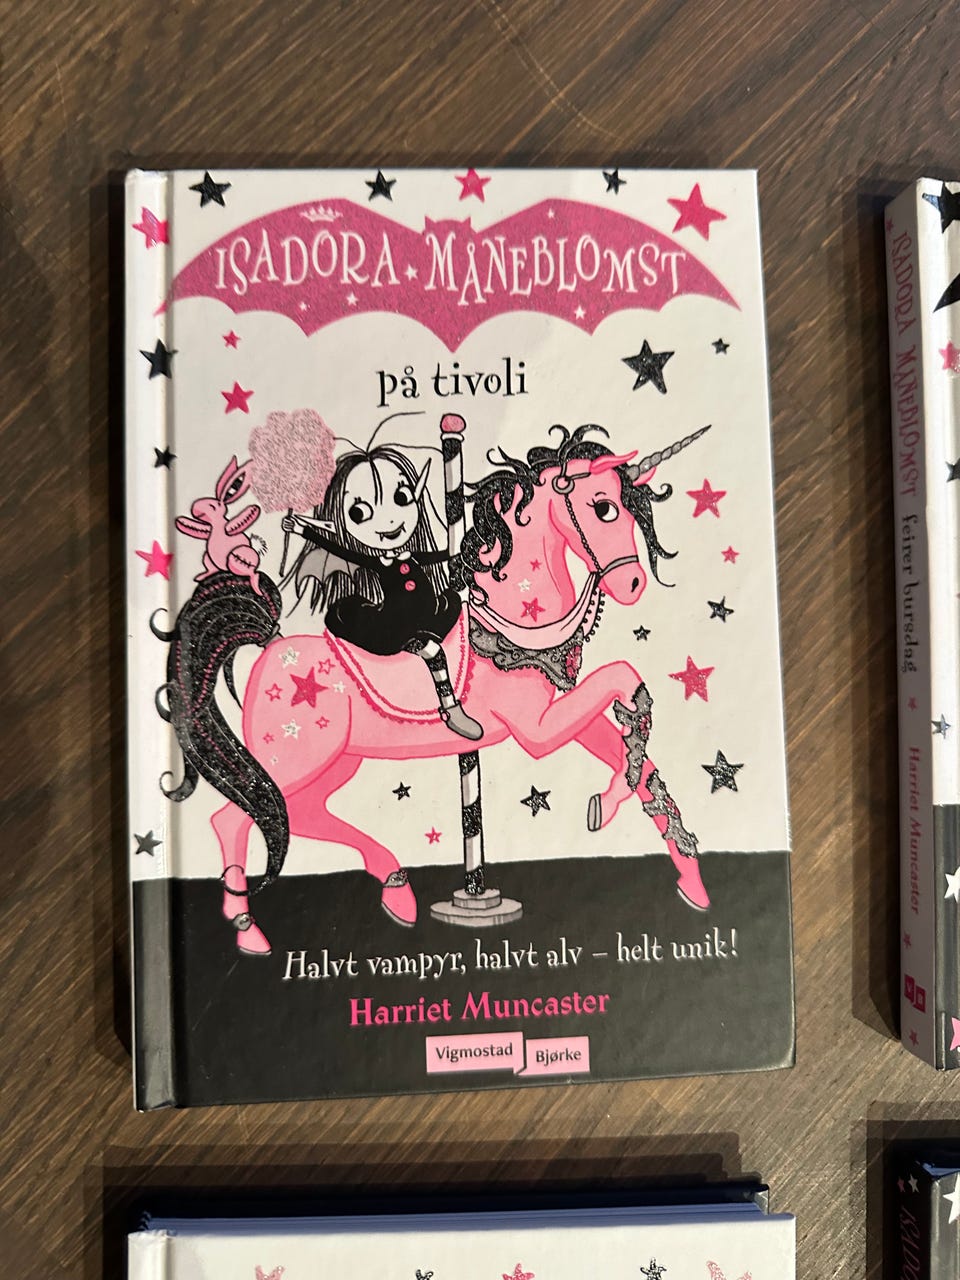 ISADORA MÅNEBLOMST
på tivoli
Halvt vampyr, halvt alv – helt unik!
Harriet Muncaster
Vigmostad Bjørke
ISADORA MÅNEBLOMST feirer bursdag
Harriet Muncaster